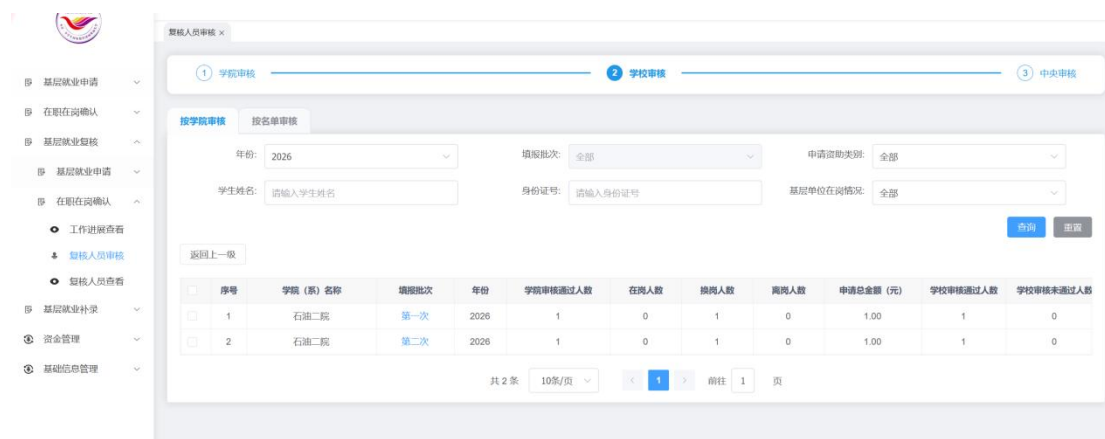 复核人员审核 ×
1 学院审核 2 学校审核 3 中央审核
基层就业申请
在职在岗确认
基层就业复核
基层就业申请
在职在岗确认
工作进展查看
复核人员审核
复核人员查看
基层就业补录
资金管理
基础信息管理
按学院审核 按名单审核
年份: 2026 填报批次: 全部 申请资助类别: 全部
学生姓名: 请输入学生姓名 身份证号: 请输入身份证号 基层单位在岗情况: 全部
查询 重置
返回上一级
序号 学院（系）名称 填报批次 年份 学院审核通过人数 在岗人数 换岗人数 离岗人数 申请总金额（元） 学校审核通过人数 学校审核未通过人数
1 石油二院 第一次 2026 1 0 1 0 1.00 1 0
2 石油二院 第二次 2026 1 0 1 0 1.00 1 0
共 2 条 10条/页 < 1 > 前往 1 页